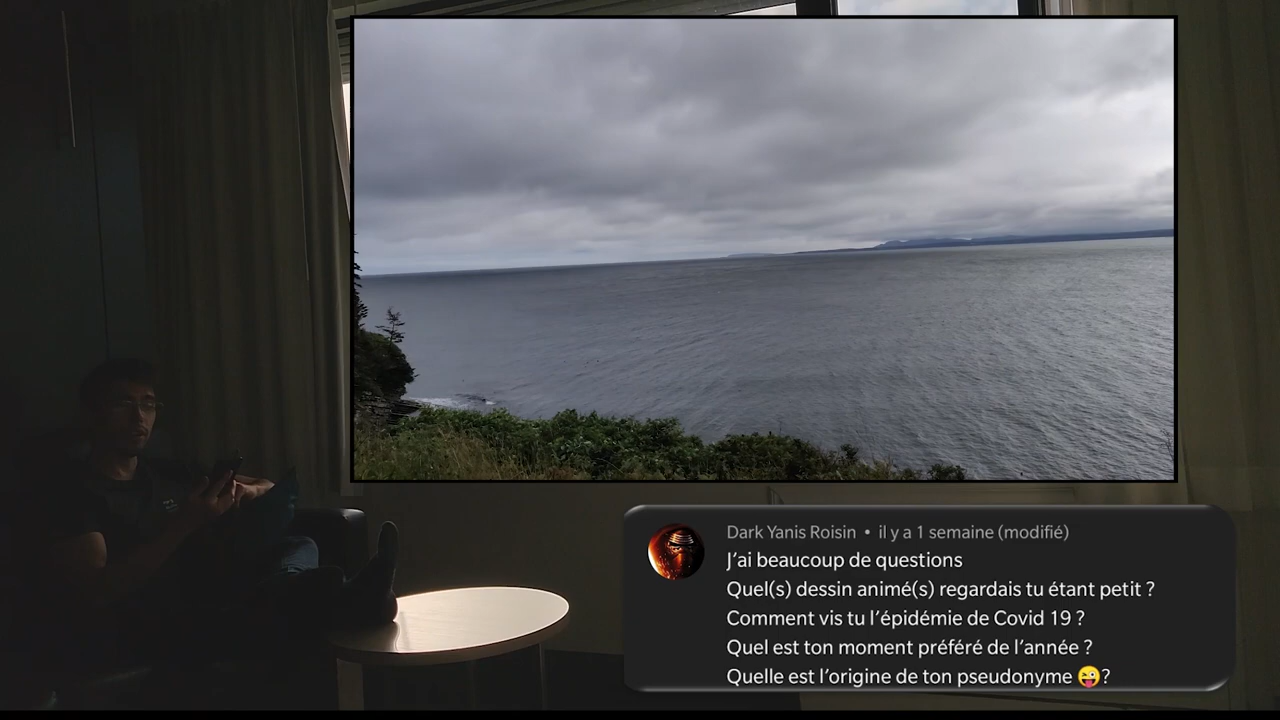 Dark Yanis Roisin • il y a 1 semaine (modifié)
J'ai beaucoup de questions
Quel(s) dessin animé(s) regardais tu étant petit ?
Comment vis tu l'épidémie de Covid 19 ?
Quel est ton moment préféré de l'année ?
Quelle est l'origine de ton pseudonyme 😜?